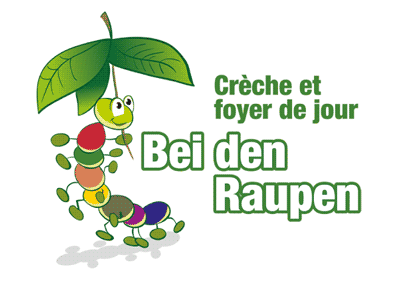 Crèche et
foyer de jour
Bei den
Raupen